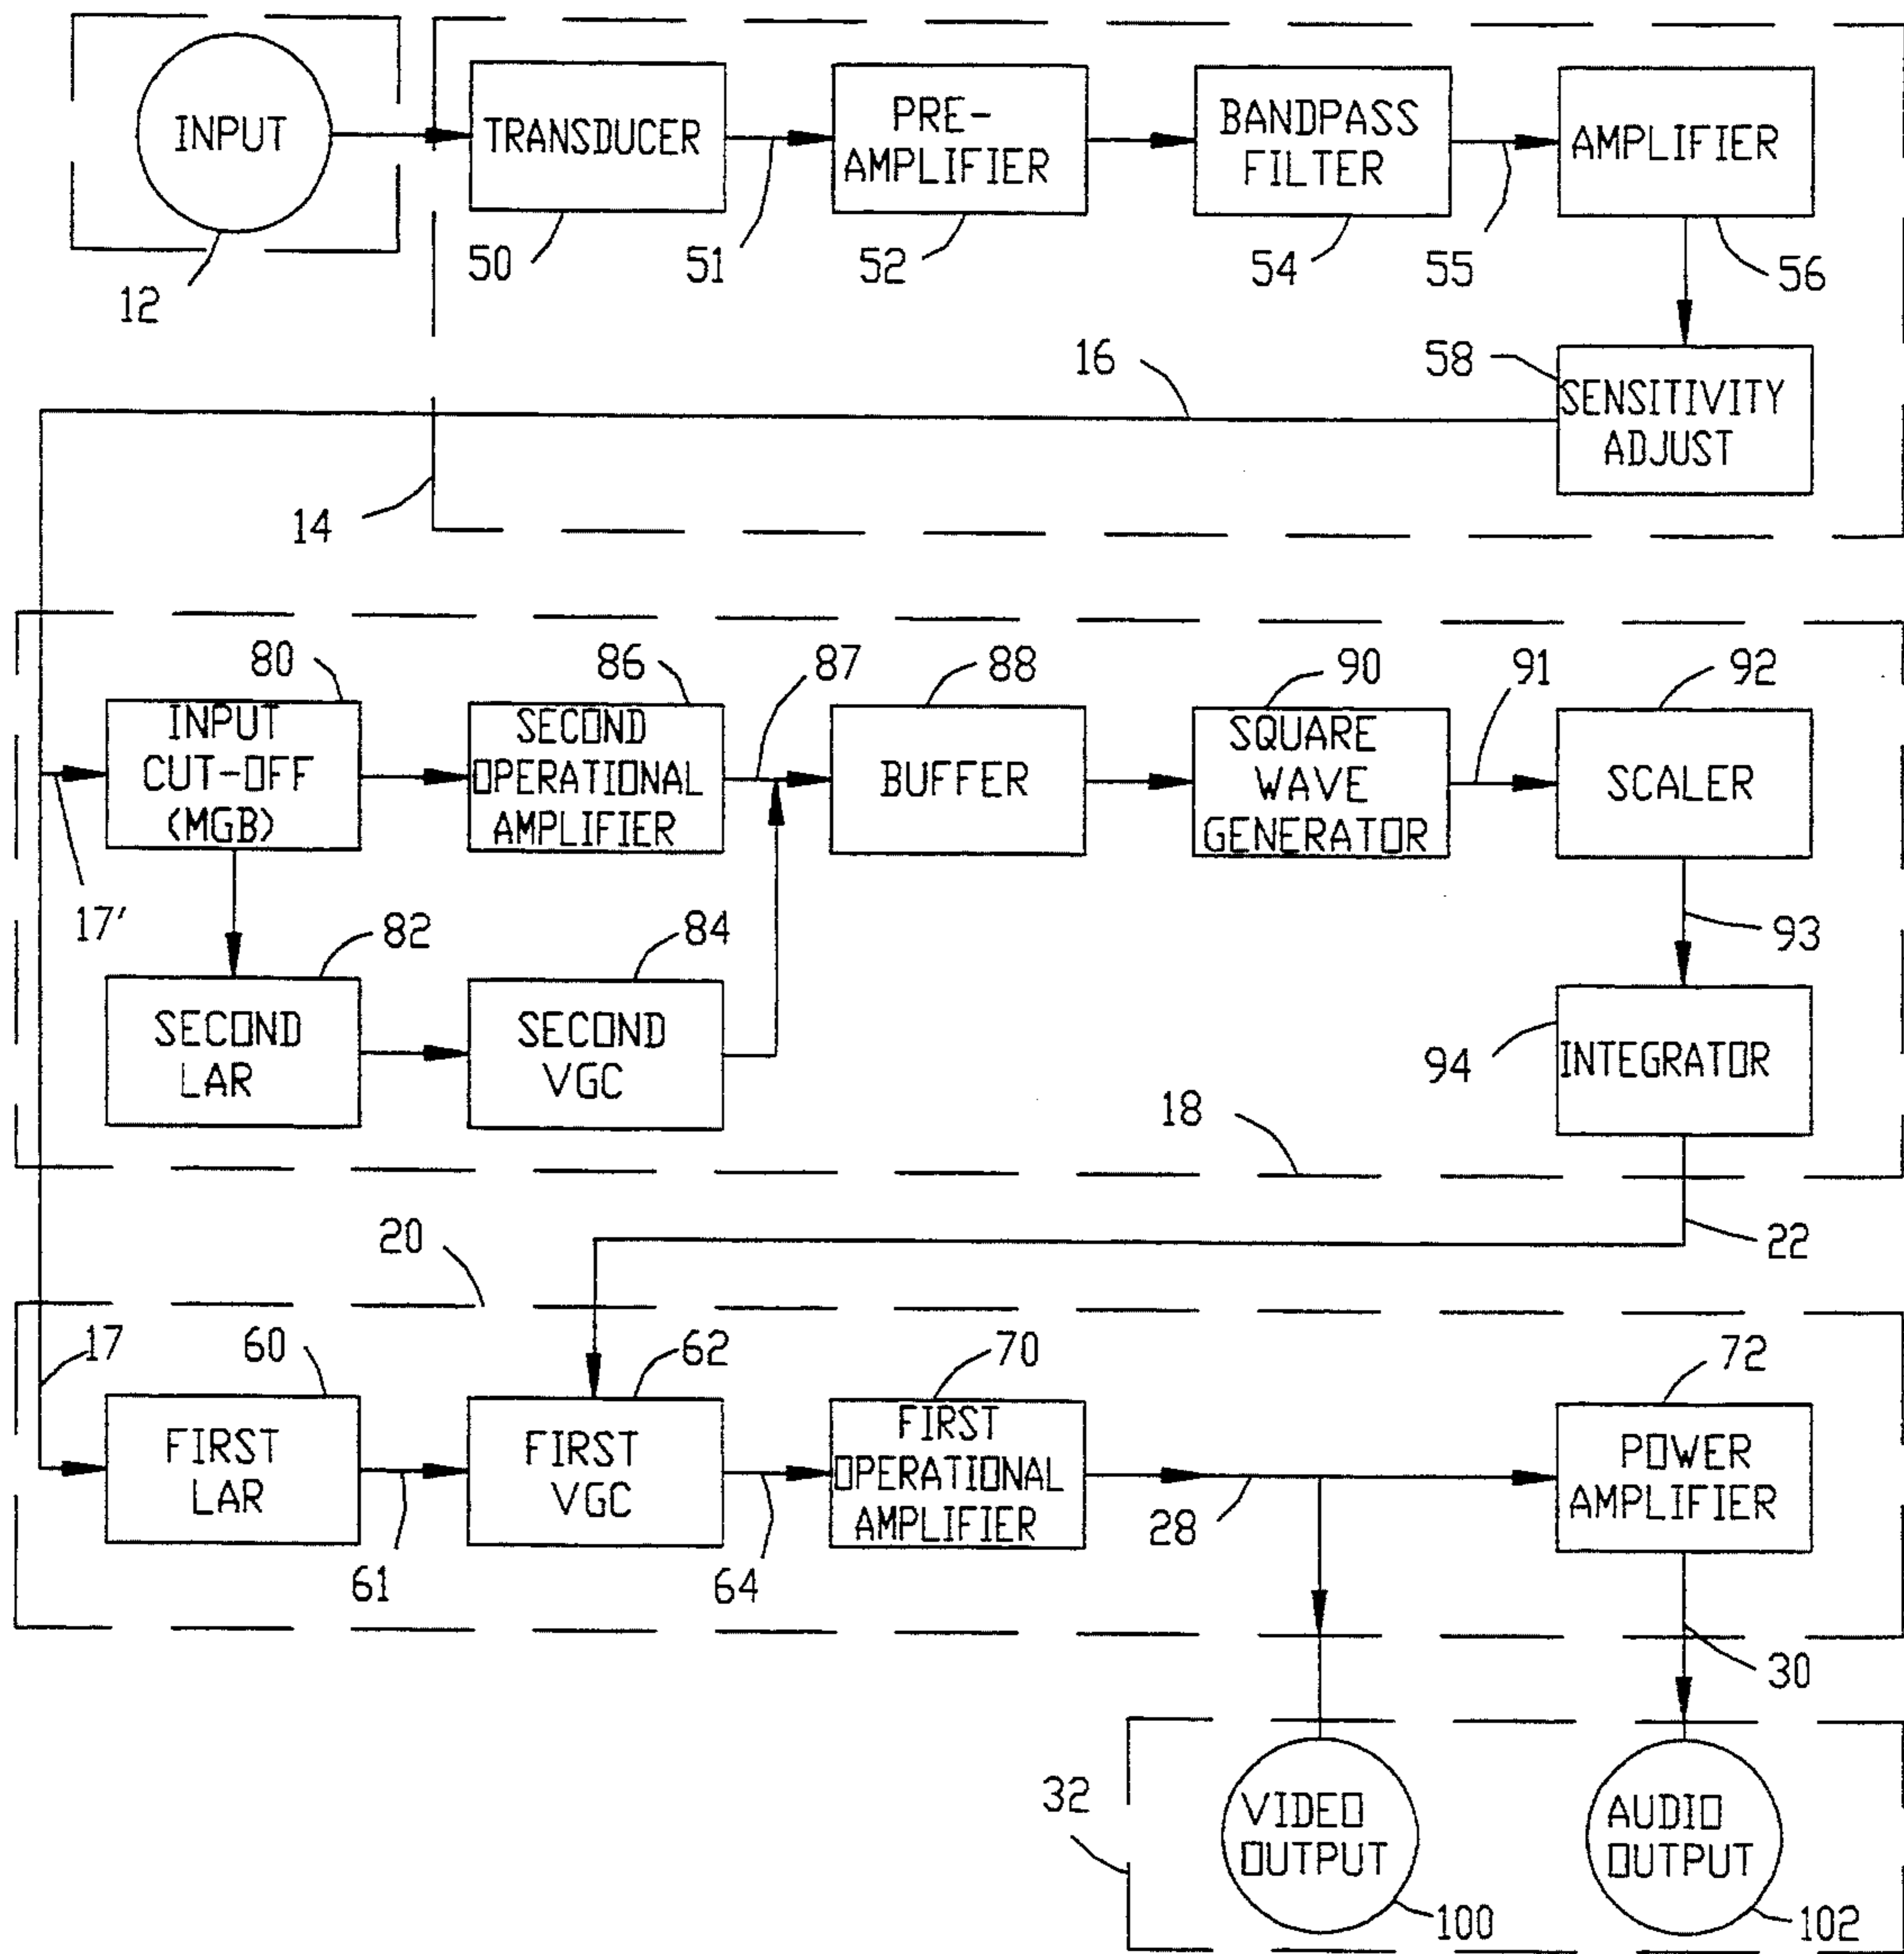 INPUT
TRANSDUCER
PRE-
AMPLIFIER
BANDPASS
FILTER
AMPLIFIER
12
50
51
52
54
55
56
58
SENSITIVITY
ADJUST
16
14
80
86
87
88
90
91
92
INPUT
CUT-OFF
(MGB)
SECOND
OPERATIONAL
AMPLIFIER
BUFFER
SQUARE
WAVE
GENERATOR
SCALER
17'
82
84
93
SECOND
LAR
SECOND
VGC
94
INTEGRATOR
18
22
20
17
60
62
70
72
FIRST
LAR
FIRST
VGC
FIRST
OPERATIONAL
AMPLIFIER
POWER
AMPLIFIER
61
64
28
30
32
VIDEO
OUTPUT
AUDIO
OUTPUT
100
102